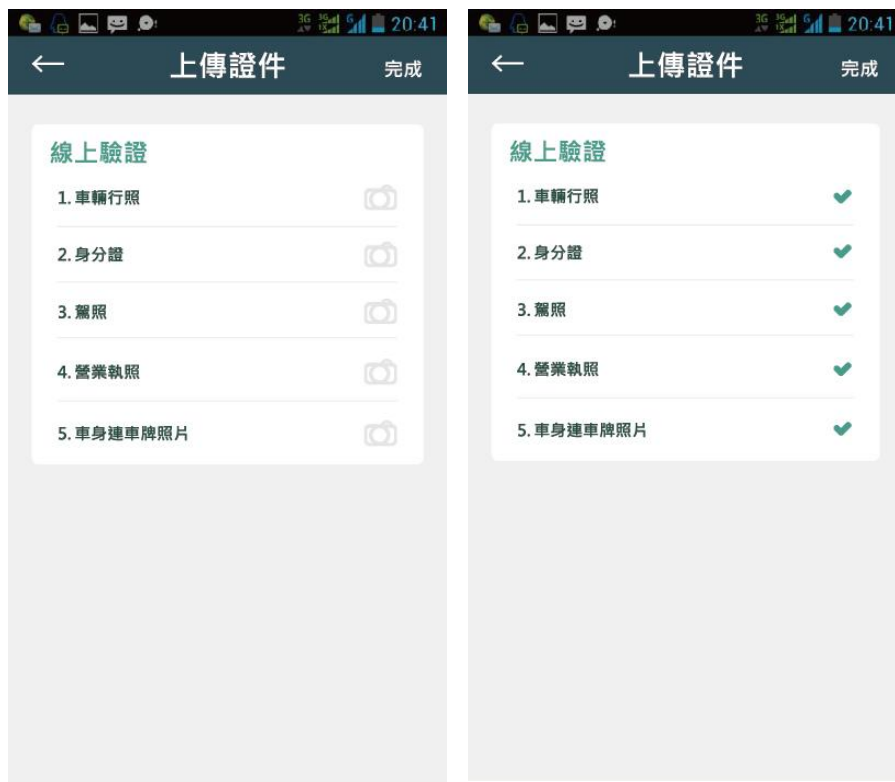 20:41
上傳證件
完成
線上驗證
1. 車輛行照
2. 身分證
3. 駕照
4. 營業執照
5. 車身連車牌照片
20:41
上傳證件
完成
線上驗證
1. 車輛行照
2. 身分證
3. 駕照
4. 營業執照
5. 車身連車牌照片